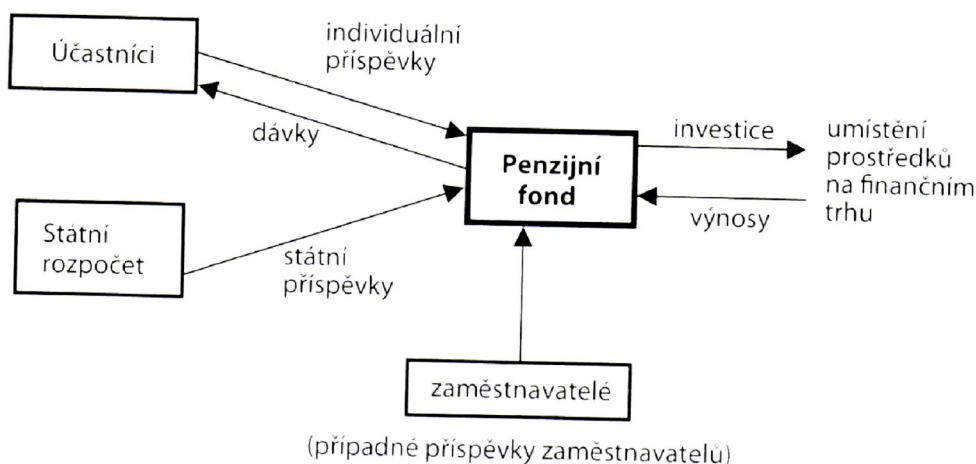 Účastníci
individuální
příspěvky
dávky
Penzijní
fond
investice
výnosy
umístění
prostředků
na finančním
trhu
Státní
rozpočet
státní
příspěvky
zaměstnavatelé
(případné příspěvky zaměstnavatelů)